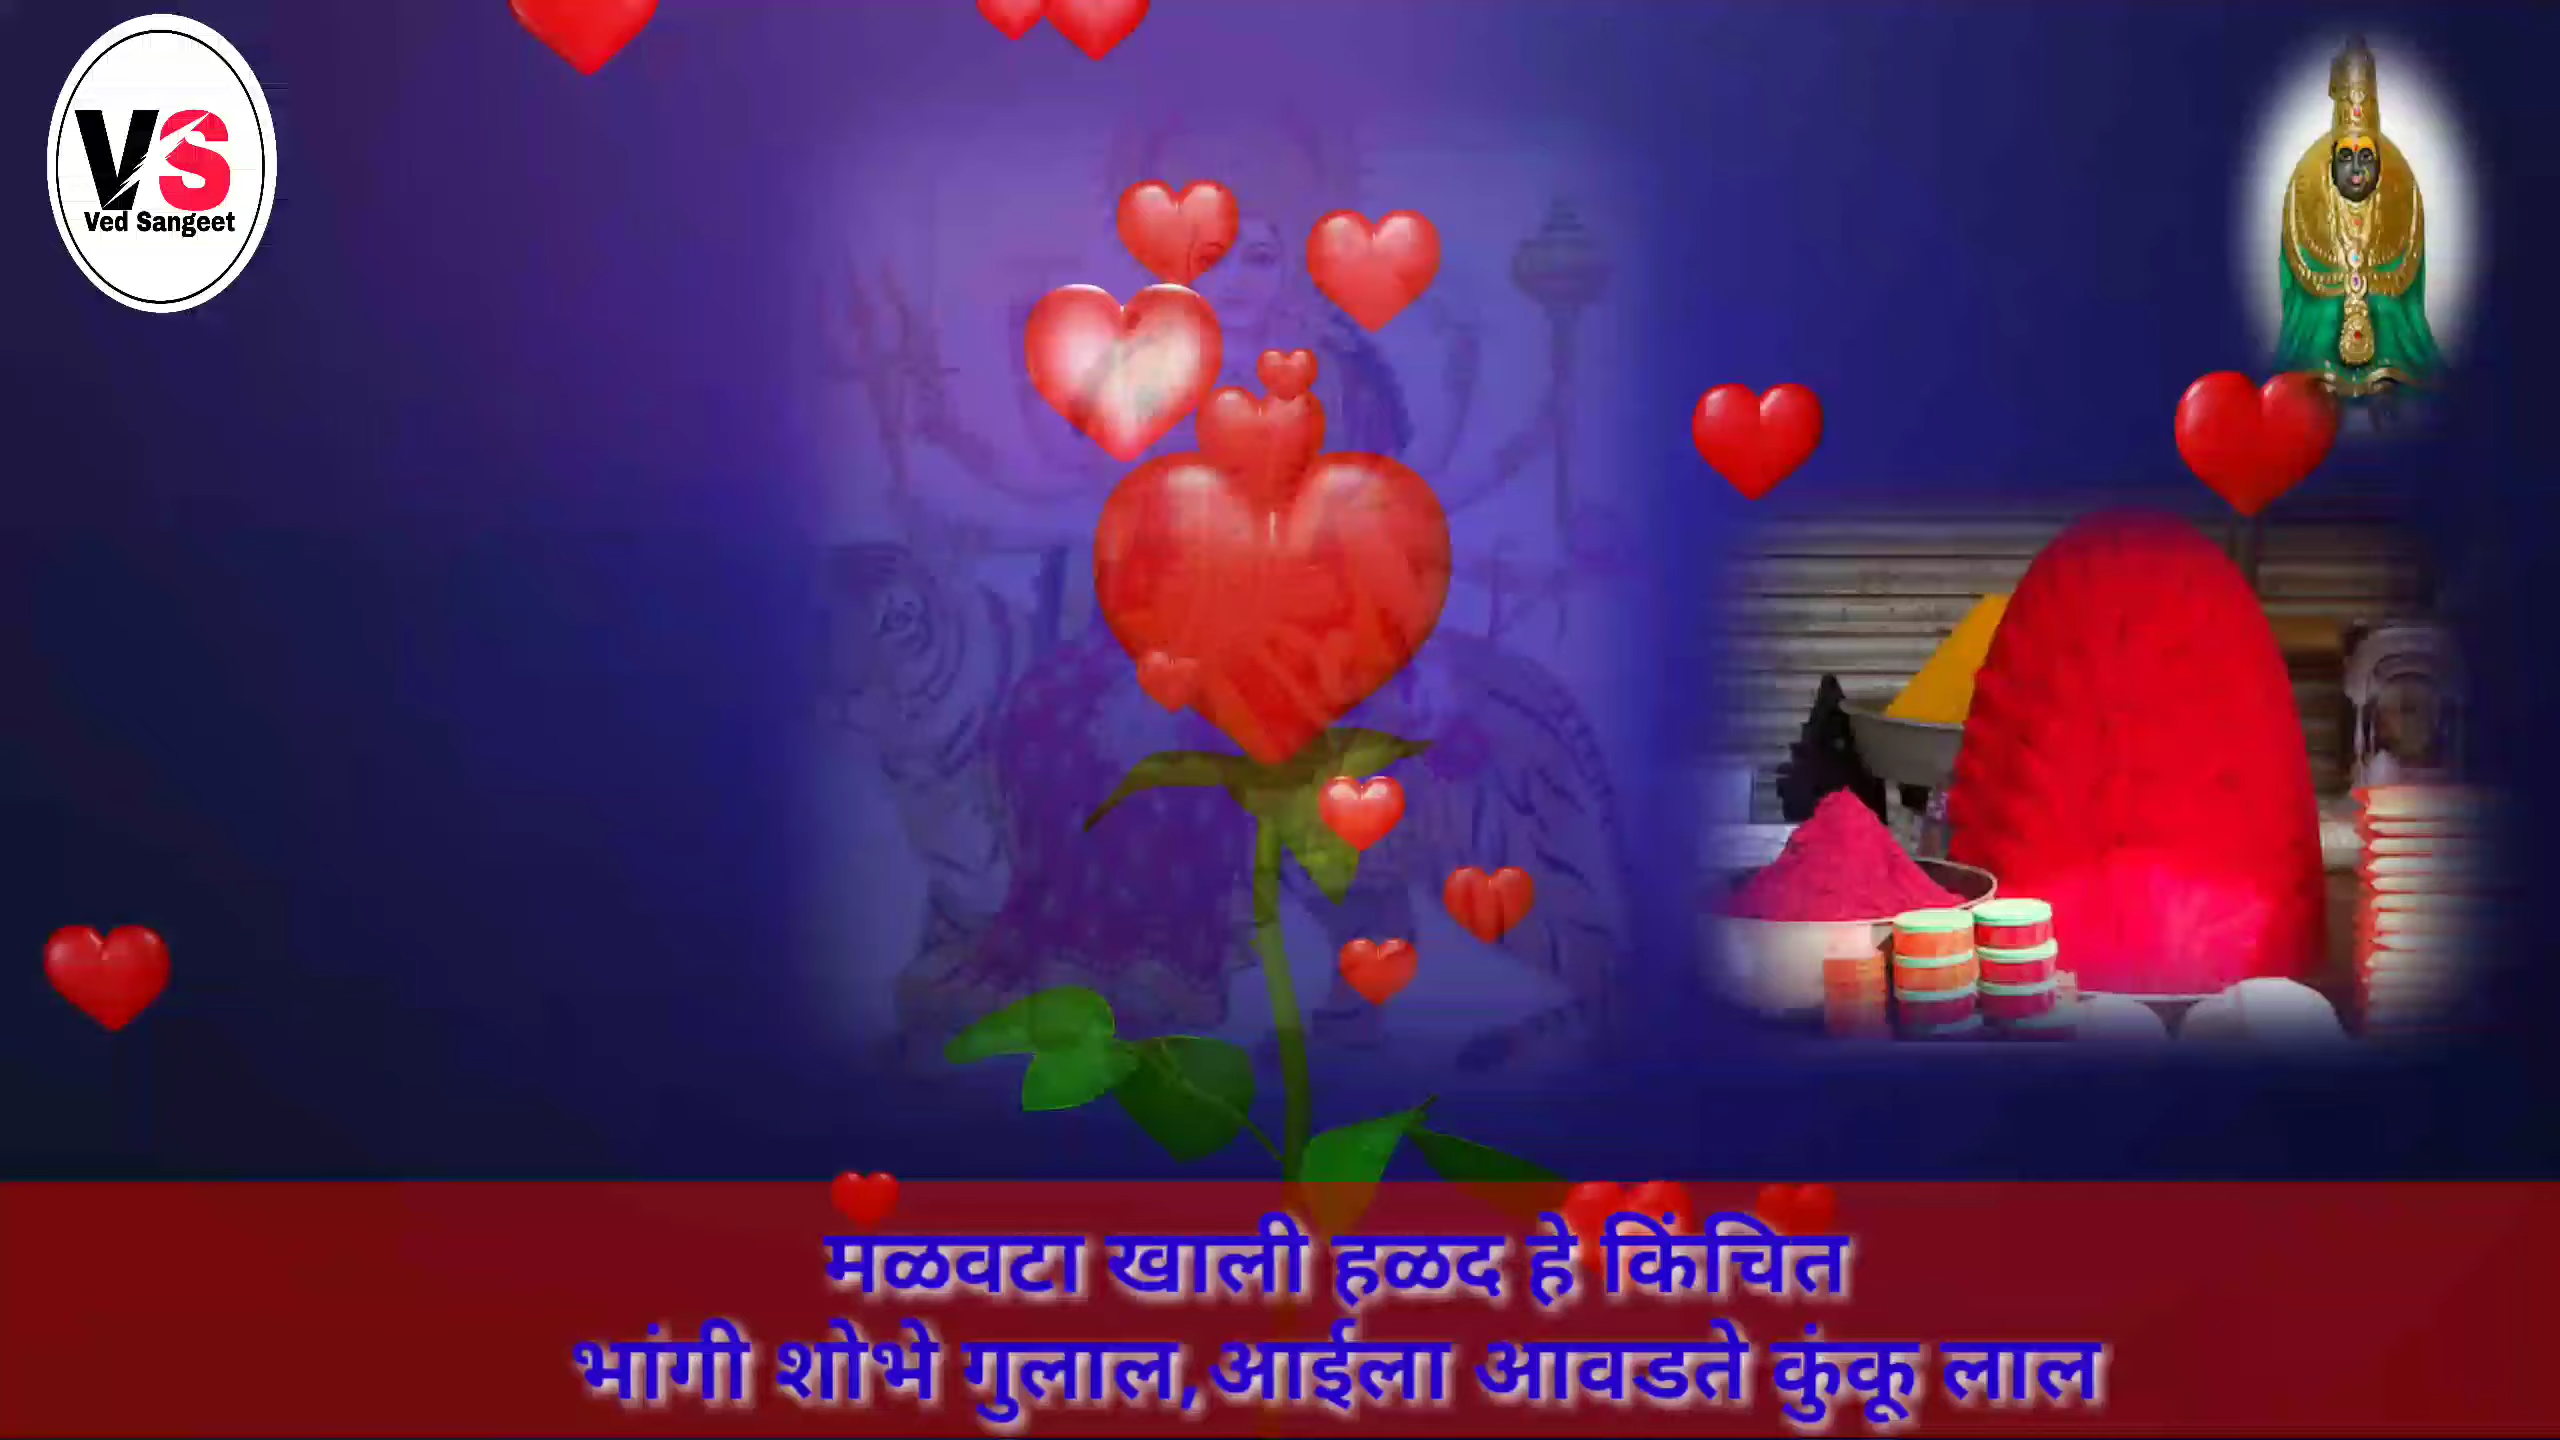 VS
Ved Sangeet
मळवटा खाली हळद हे किंचित
भांगी शोभे गुलाल,आईला आवडते कुंकू लाल